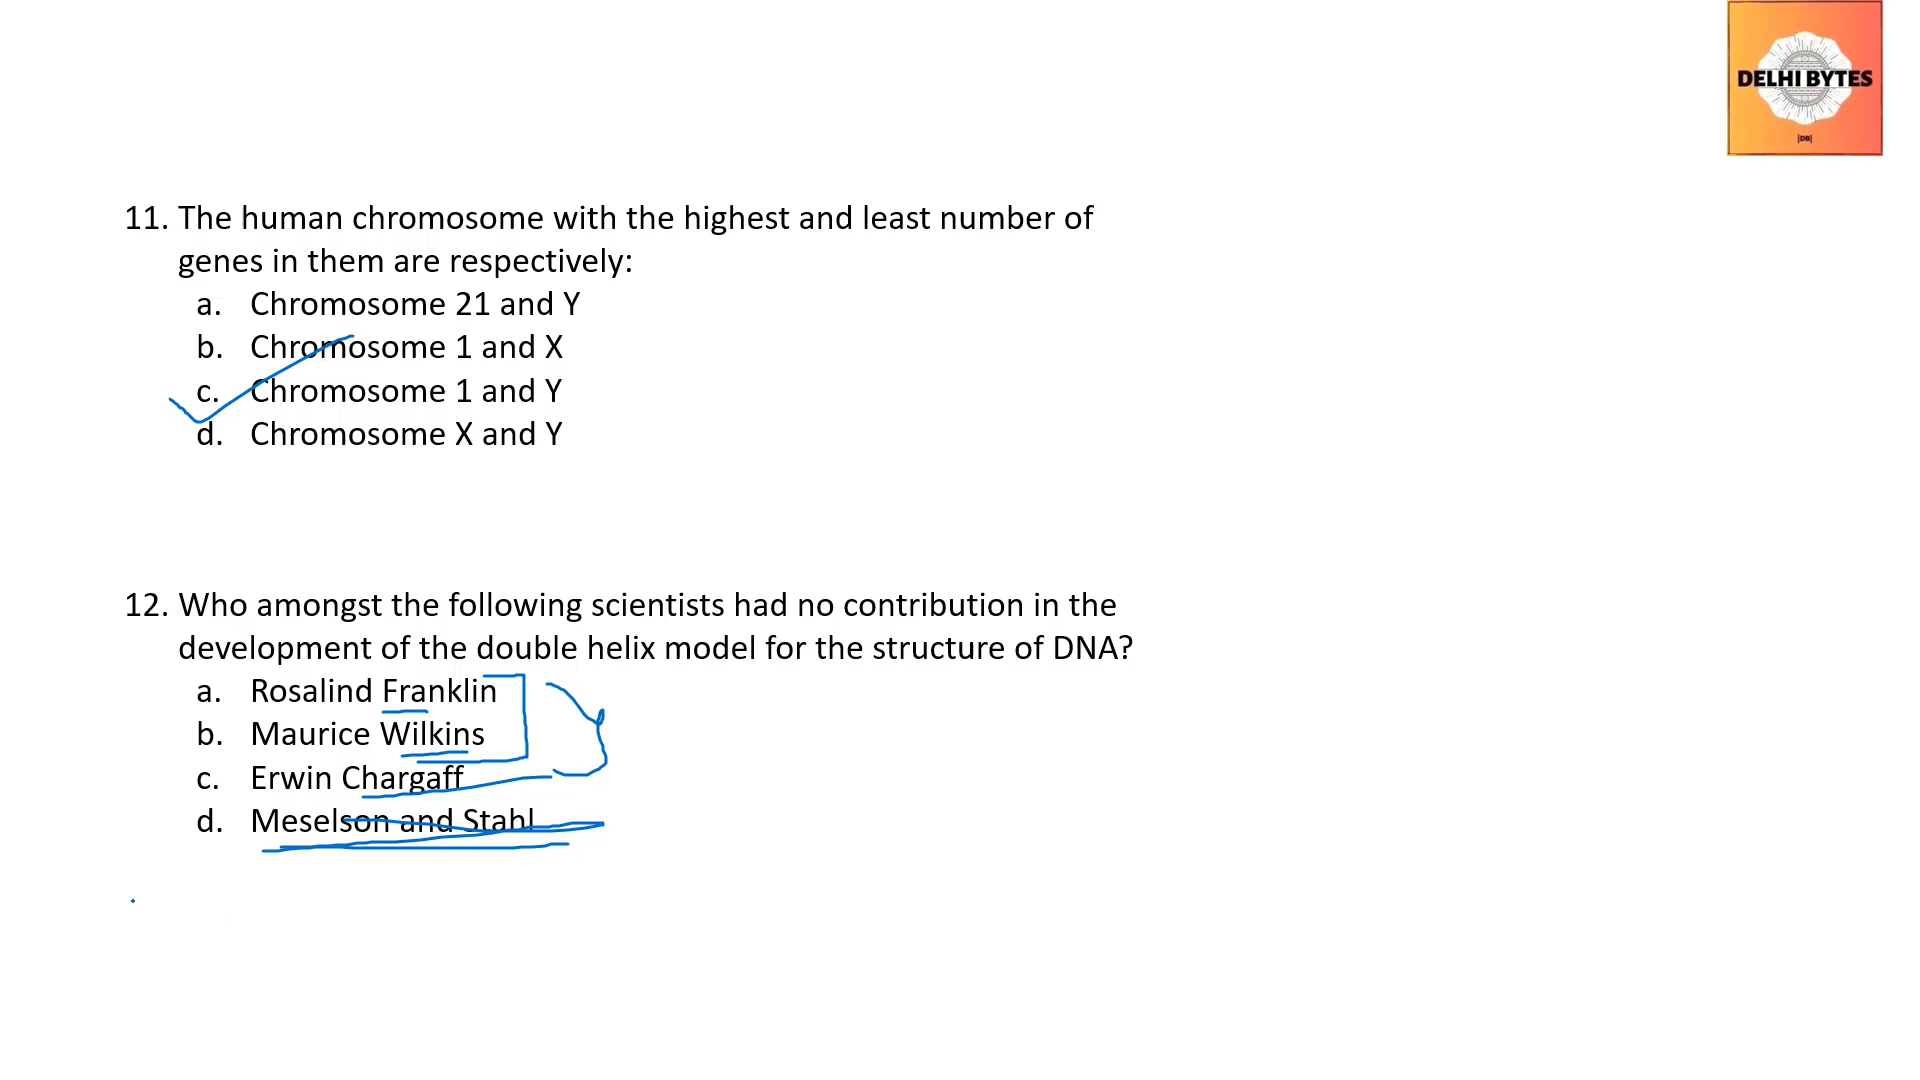 DELHI BYTES
|DB|
11. The human chromosome with the highest and least number of
genes in them are respectively:
a. Chromosome 21 and Y
b. Chromosome 1 and X
c. Chromosome 1 and Y
d. Chromosome X and Y
12. Who amongst the following scientists had no contribution in the
development of the double helix model for the structure of DNA?
a. Rosalind Franklin
b. Maurice Wilkins
c. Erwin Chargaff
d. Meselson and Stahl